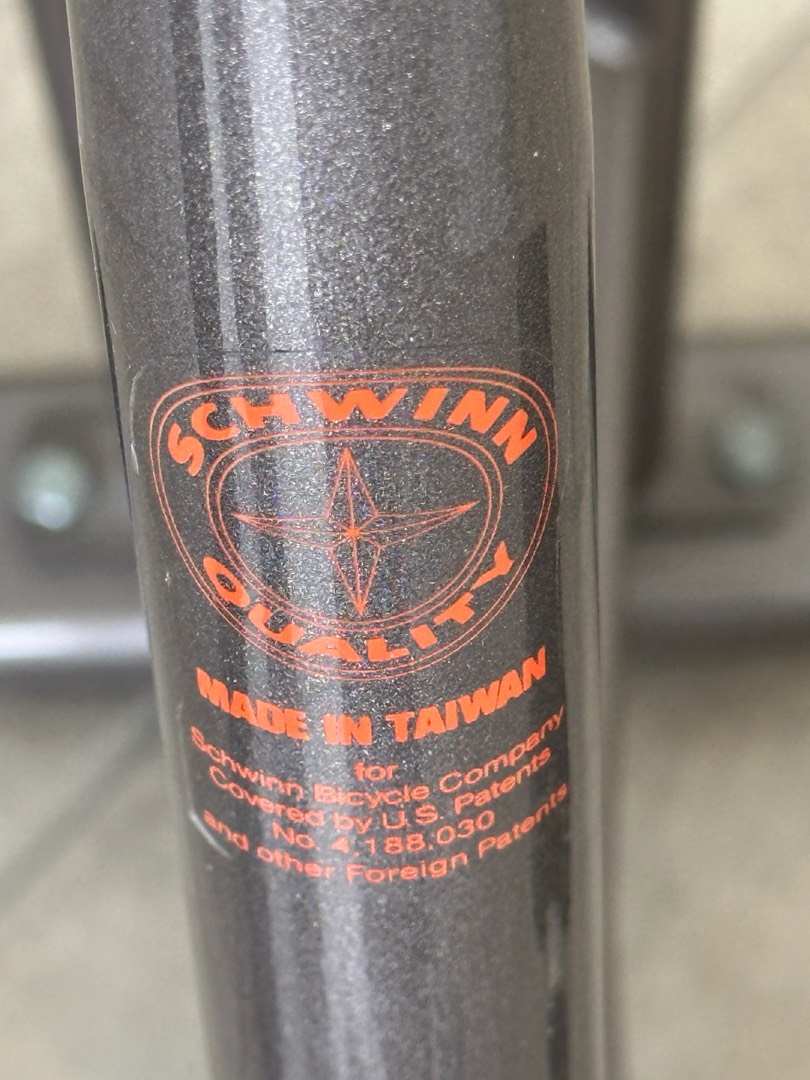 SCHWINN
QUALITY
MADE IN TAIWAN
for
Schwinn Bicycle Company
Covered by U.S. Patents
No. 4,188,030
and other Foreign Patents